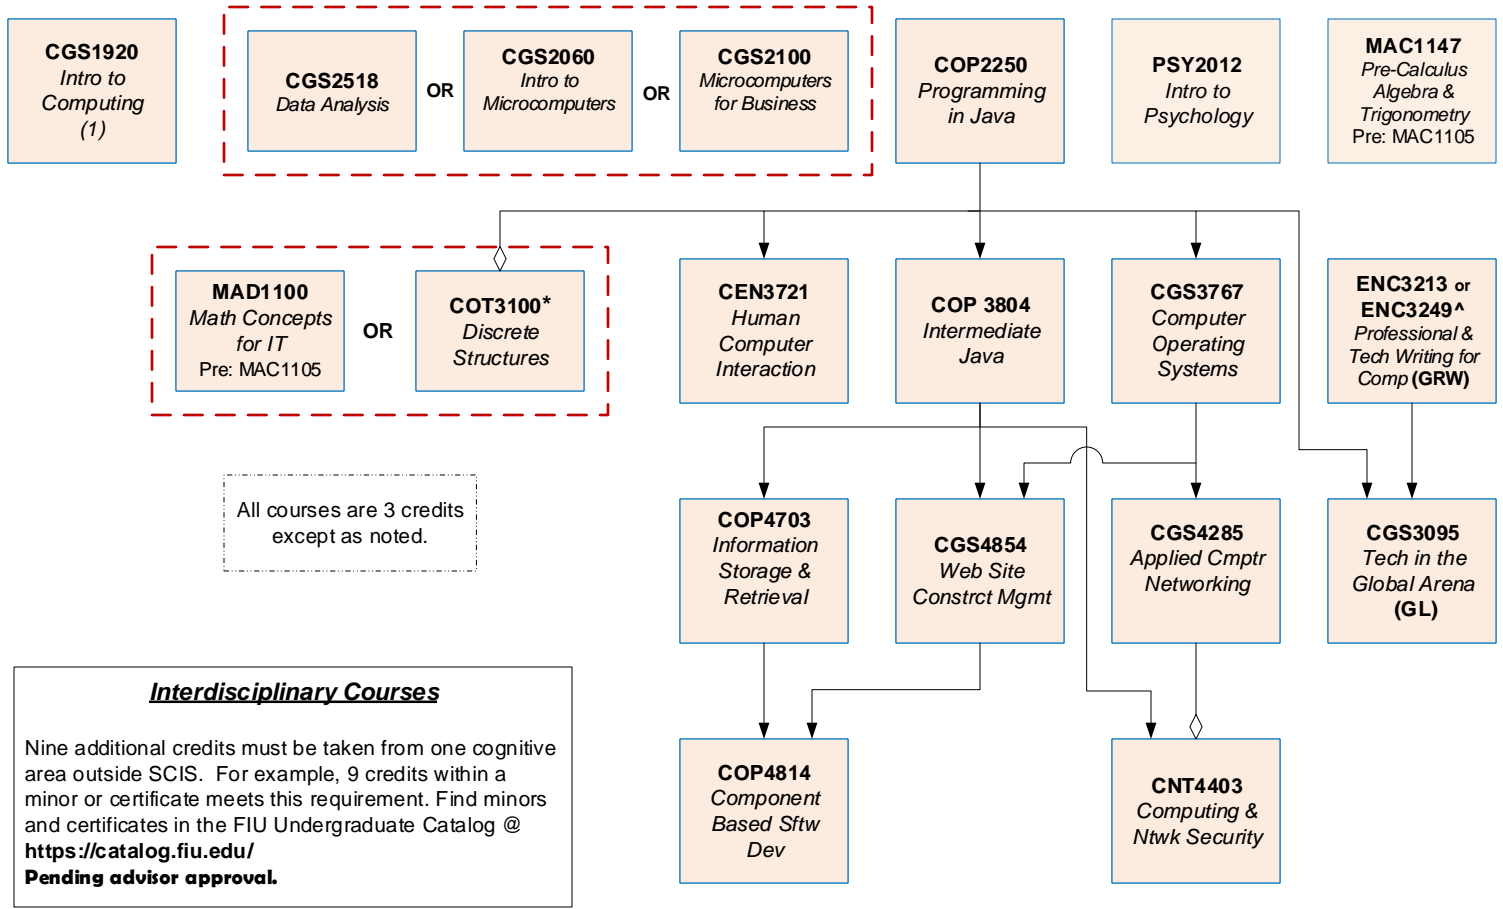 CGS1920
Intro to
Computing
(1)
CGS2518
Data Analysis
OR
CGS2060
Intro to
Microcomputers
OR
CGS2100
Microcomputers
for Business
COP2250
Programming
in Java
PSY2012
Intro to
Psychology
MAC1147
Pre-Calculus
Algebra &
Trigonometry
Pre: MAC1105
MAD1100
Math Concepts
for IT
Pre: MAC1105
OR
COT3100*
Discrete
Structures
CEN3721
Human
Computer
Interaction
COP 3804
Intermediate
Java
CGS3767
Computer
Operating
Systems
ENC3213 or
ENC3249^
Professional &
Tech Writing for
Comp (GRW)
All courses are 3 credits
except as noted.
COP4703
Information
Storage &
Retrieval
CGS4854
Web Site
Constrct Mgmt
CGS4285
Applied Cmptr
Networking
CGS3095
Tech in the
Global Arena
(GL)
Interdisciplinary Courses
Nine additional credits must be taken from one cognitive
area outside SCIS.  For example, 9 credits within a
minor or certificate meets this requirement. Find minors
and certificates in the FIU Undergraduate Catalog @
https://catalog.fiu.edu/
Pending advisor approval.
COP4814
Component
Based Sftw
Dev
CNT4403
Computing &
Ntwk Security